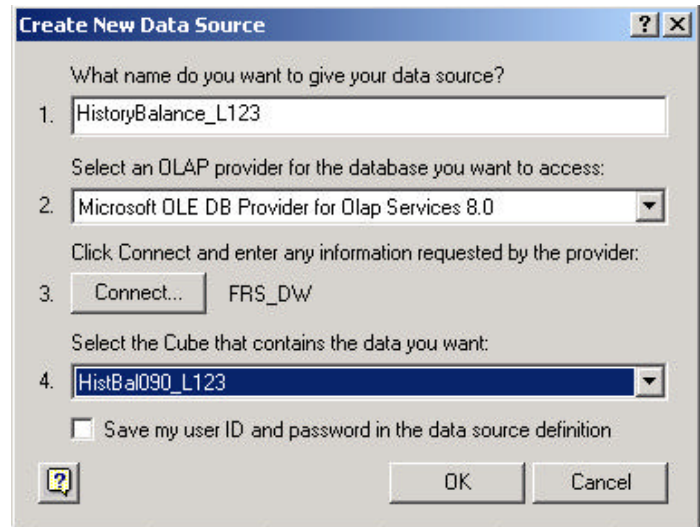 Create New Data Source
What name do you want to give your data source?
1. HistoryBalance_L123
Select an OLAP provider for the database you want to access:
2. Microsoft OLE DB Provider for Olap Services 8.0
Click Connect and enter any information requested by the provider:
3. Connect... FRS_DW
Select the Cube that contains the data you want:
4. HistBal090_L123
Save my user ID and password in the data source definition
OK Cancel